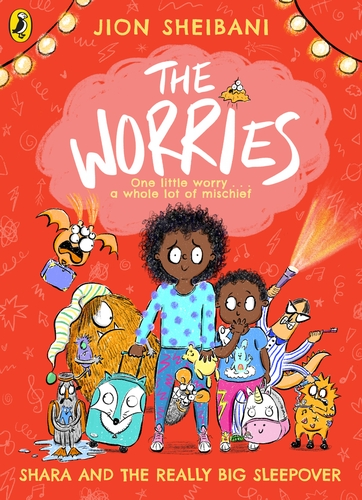 JION SHEIBANI
THE
WORRIES
One little worry . . .
a whole lot of mischief
SHARA AND THE REALLY BIG SLEEPOVER